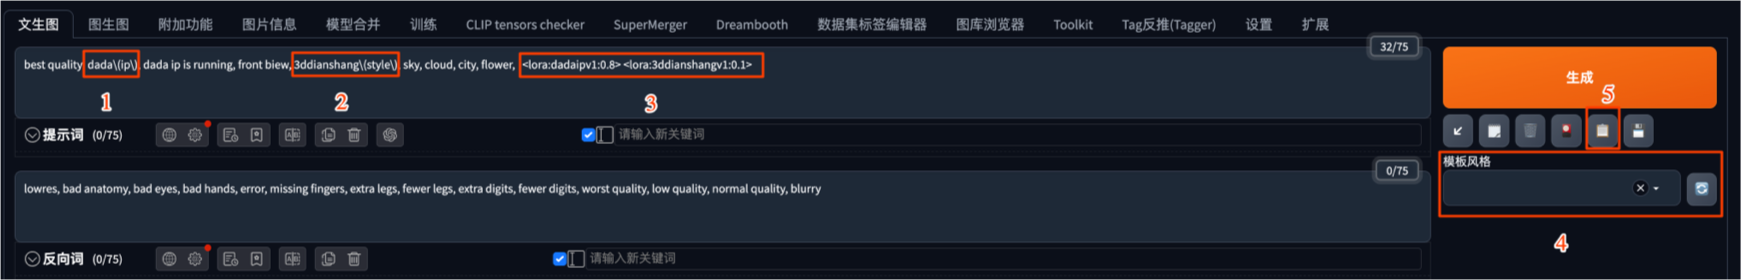 文生图 图生图 附加功能 图片信息 模型合并 训练 CLIP tensors checker SuperMerger Dreambooth 数据集标签编辑器 图库浏览器 Toolkit Tag反推(Tagger) 设置 扩展
32/75
best quality, dada\(ip\), dada ip is running, front biew, 3ddianshang\(style\), sky, cloud, city, flower, <lora:dadaipv1:0.8> <lora:3ddianshangv1:0.1>
1 2 3
生成
5
提示词 (0/75) 请输入新关键词
模板风格
0/75
lowres, bad anatomy, bad eyes, bad hands, error, missing fingers, extra legs, fewer legs, extra digits, fewer digits, worst quality, low quality, normal quality, blurry
4
反向词 (0/75) 请输入新关键词